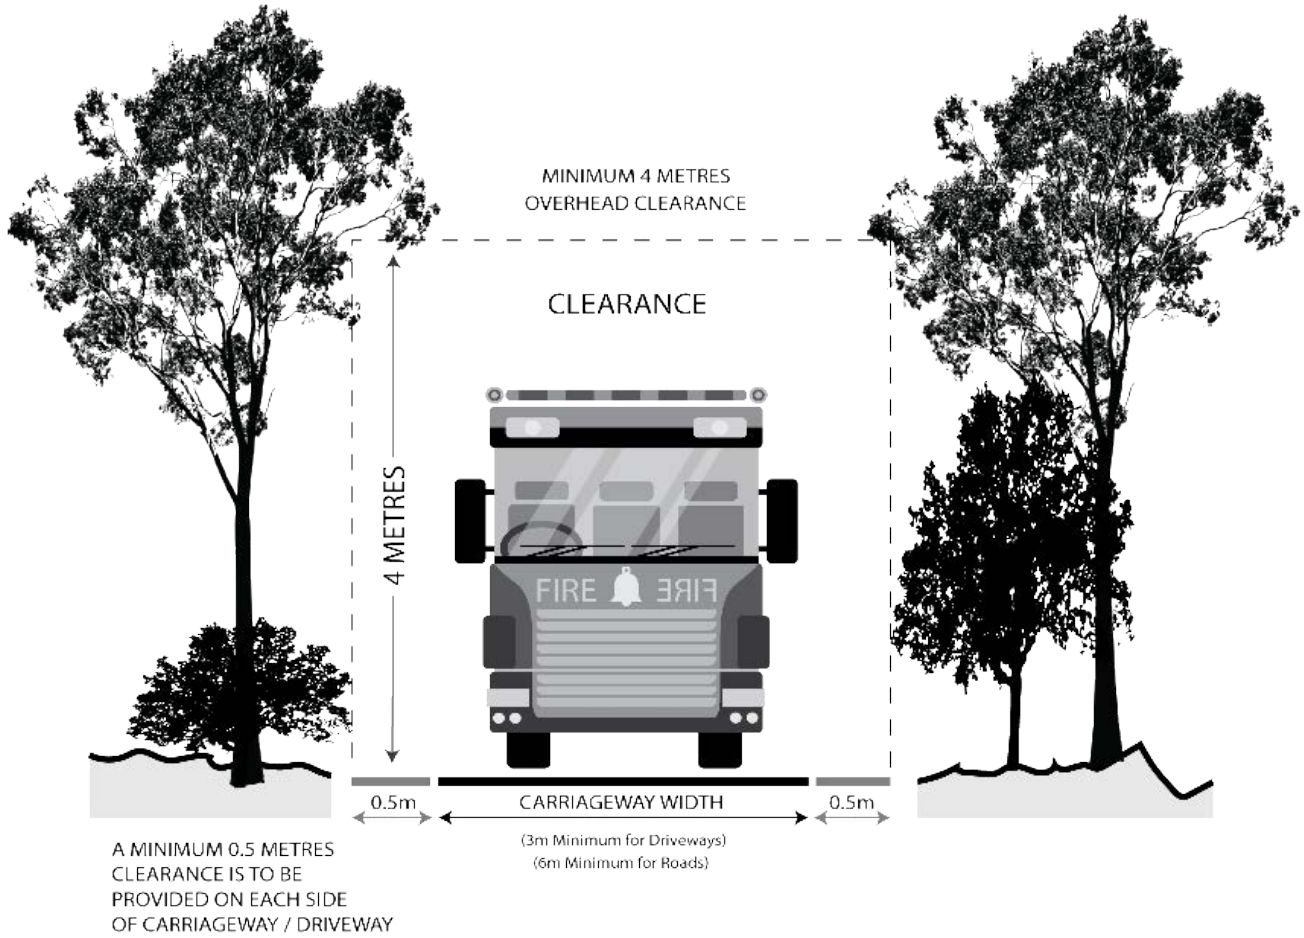 MINIMUM 4 METRES
OVERHEAD CLEARANCE
CLEARANCE
4 METRES
FIRE FIRE
0.5m
CARRIAGEWAY WIDTH
0.5m
(3m Minimum for Driveways)
(6m Minimum for Roads)
A MINIMUM 0.5 METRES
CLEARANCE IS TO BE
PROVIDED ON EACH SIDE
OF CARRIAGEWAY / DRIVEWAY